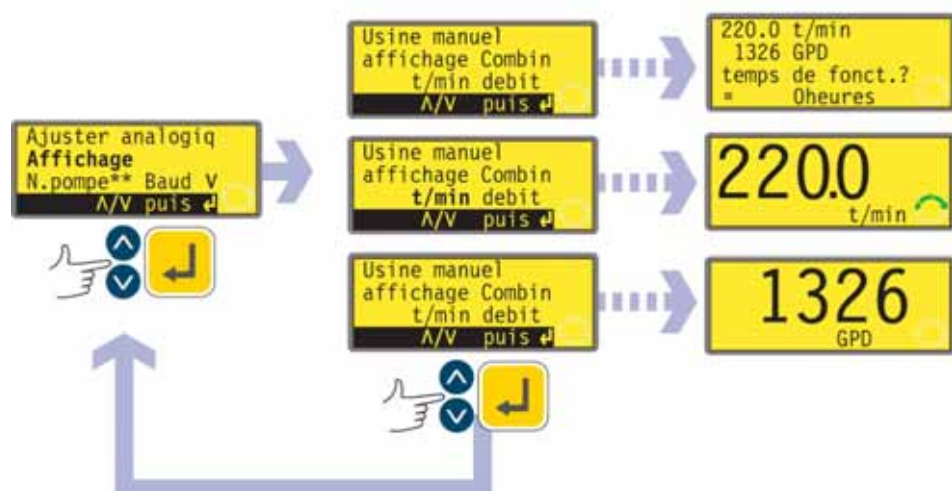 Ajuster analogiq
Affichage
N.pompe** Baud V
Λ/V puis ↲
Usine manuel
affichage Combin
t/min debit
Λ/V puis ↲
220.0 t/min
1326 GPD
temps de fonct.?
= 0heures
Usine manuel
affichage Combin
t/min debit
Λ/V puis ↲
220.0
t/min
Usine manuel
affichage Combin
t/min debit
Λ/V puis ↲
1326
GPD